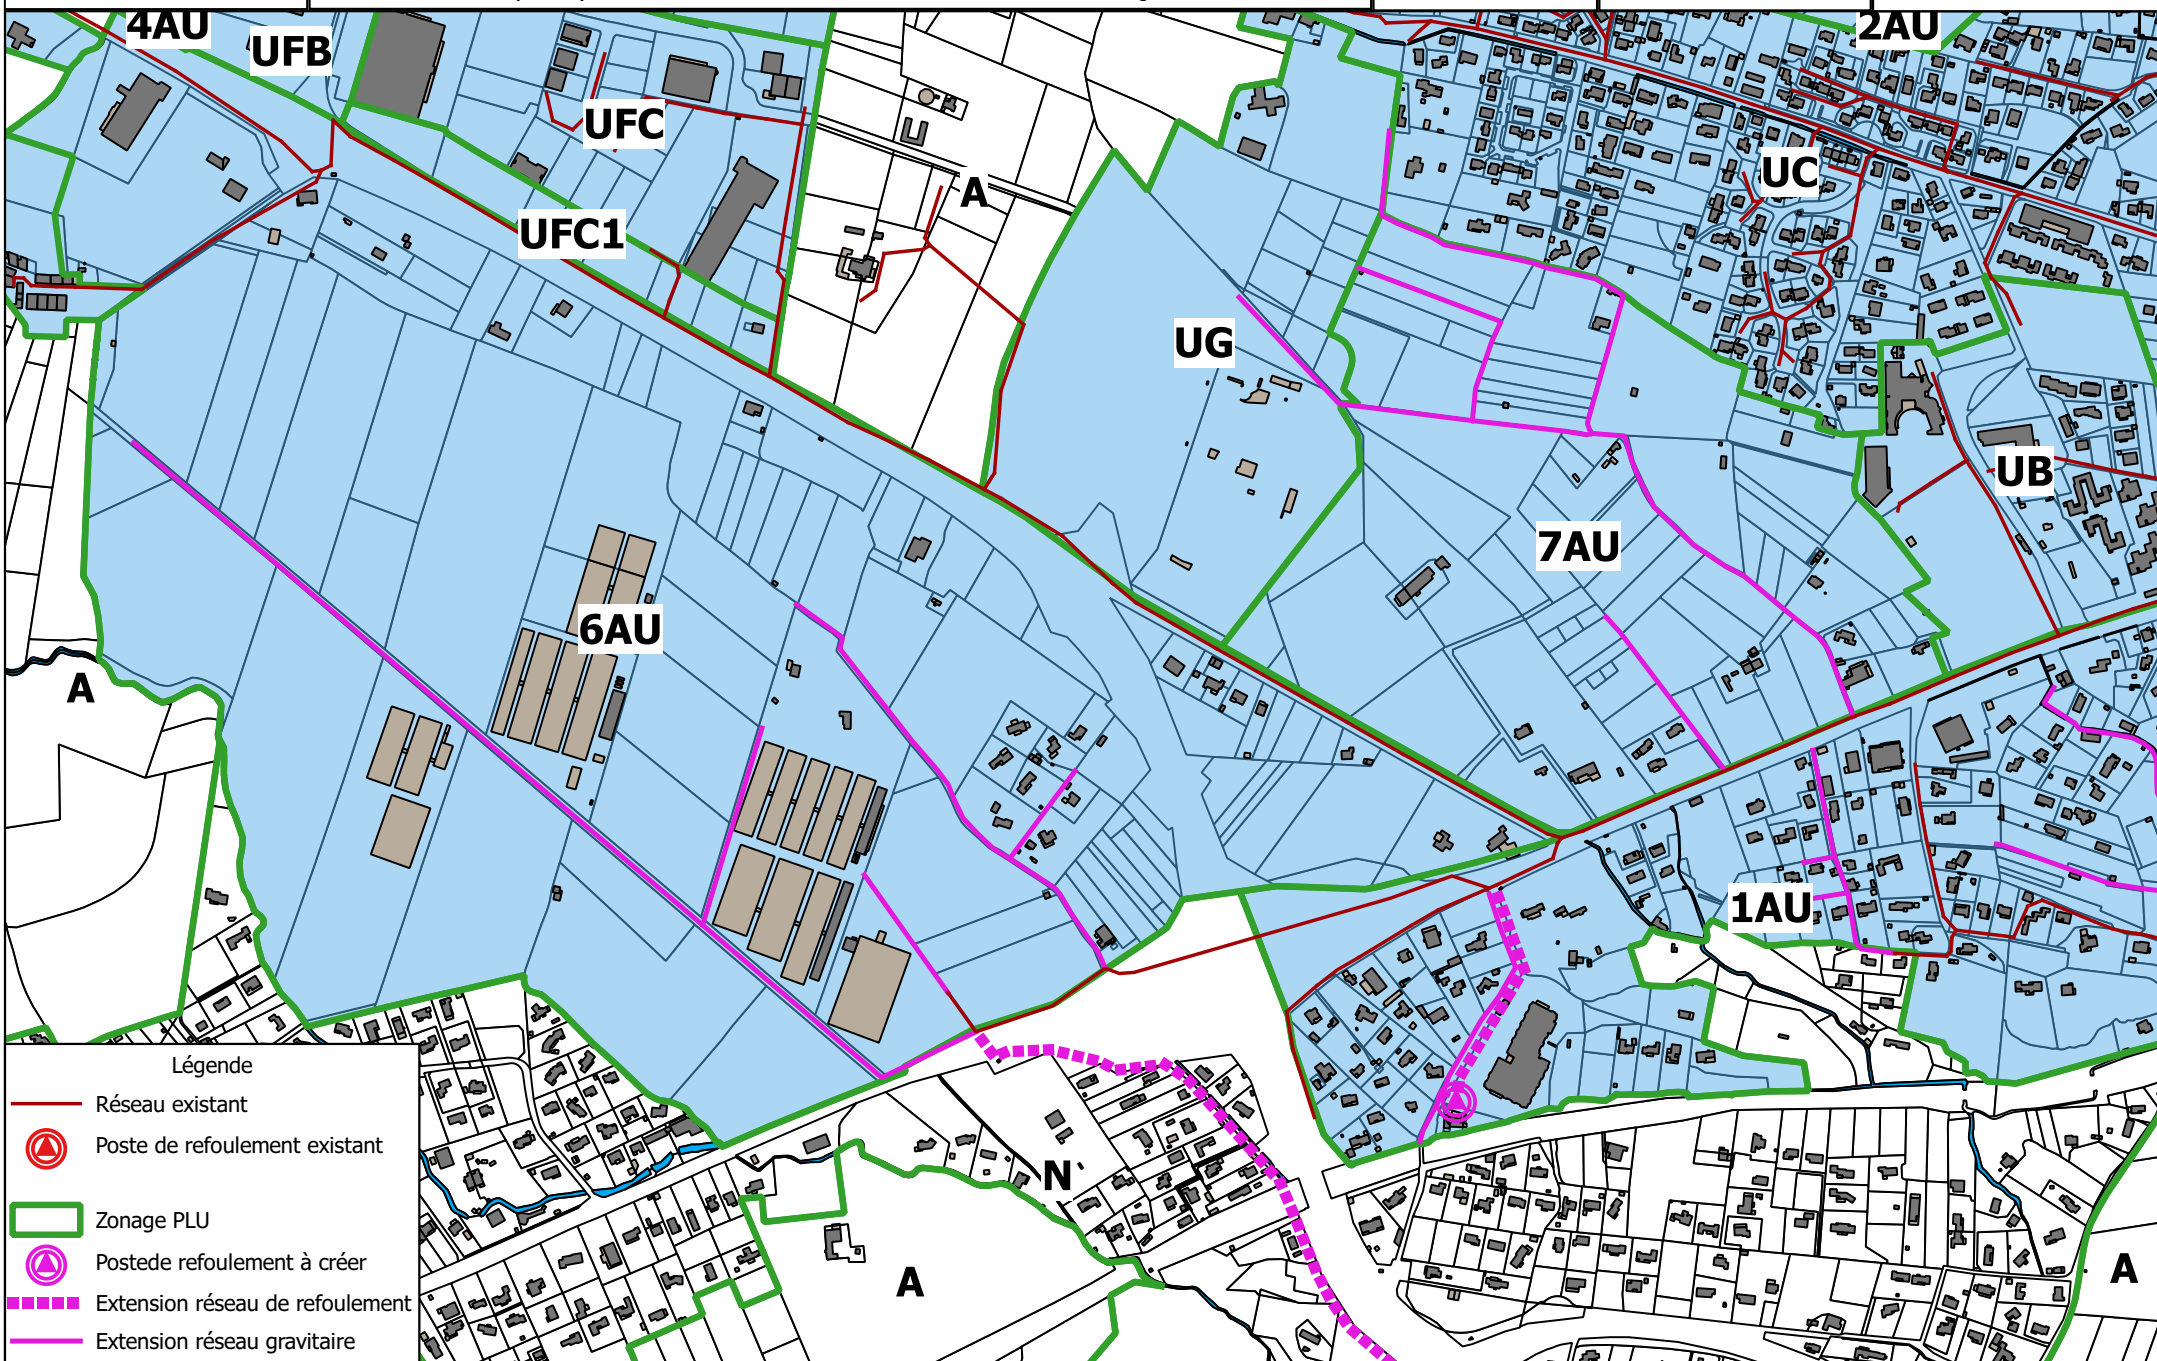 4AU
2AU
UFB
UFC
UC
A
UFC1
UG
UB
7AU
6AU
A
1AU
N
A
A
Légende
Réseau existant
Poste de refoulement existant
Zonage PLU
Postede refoulement à créer
Extension réseau de refoulement
Extension réseau gravitaire